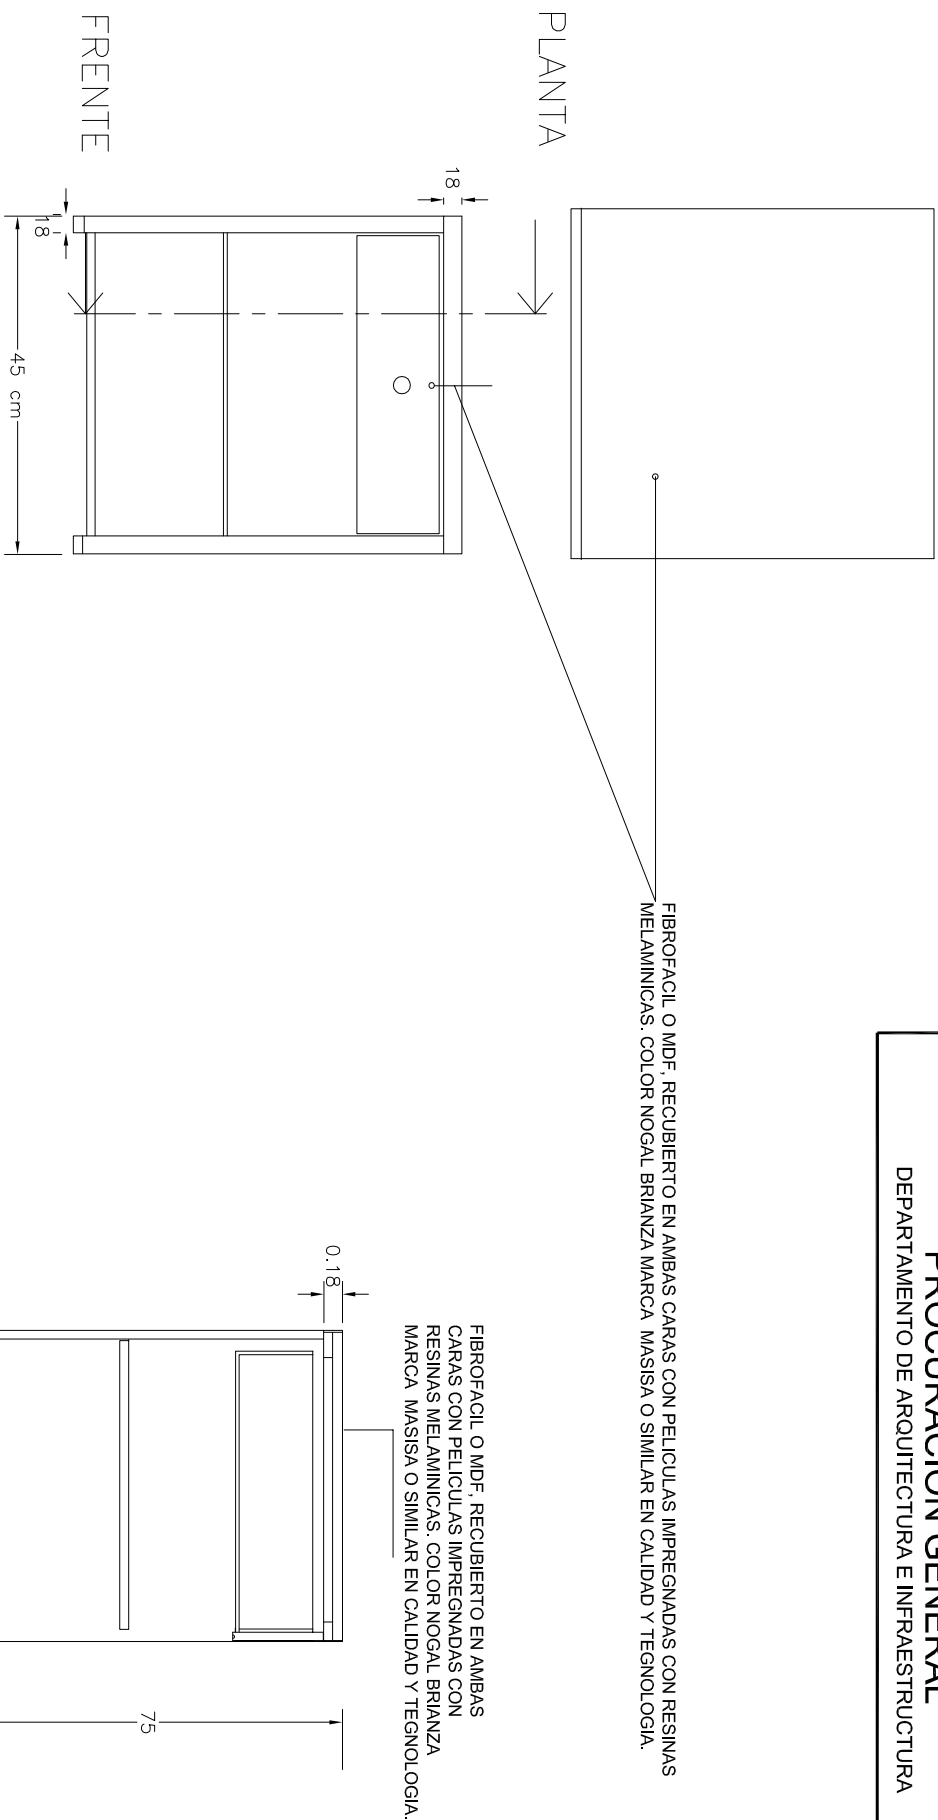 PROCURACION GENERAL
DEPARTAMENTO DE ARQUITECTURA E INFRAESTRUCTURA
PLANTA
FIBROFACIL O MDF, RECUBIERTO EN AMBAS CARAS CON PELICULAS IMPREGNADAS CON RESINAS
MELAMINICAS. COLOR NOGAL BRIANZA MARCA MASISA O SIMILAR EN CALIDAD Y TEGNOLOGIA.
18
FRENTE
18
45 cm
0.18
FIBROFACIL O MDF, RECUBIERTO EN AMBAS
CARAS CON PELICULAS IMPREGNADAS CON
RESINAS MELAMINICAS. COLOR NOGAL BRIANZA
MARCA MASISA O SIMILAR EN CALIDAD Y TEGNOLOGIA.
75